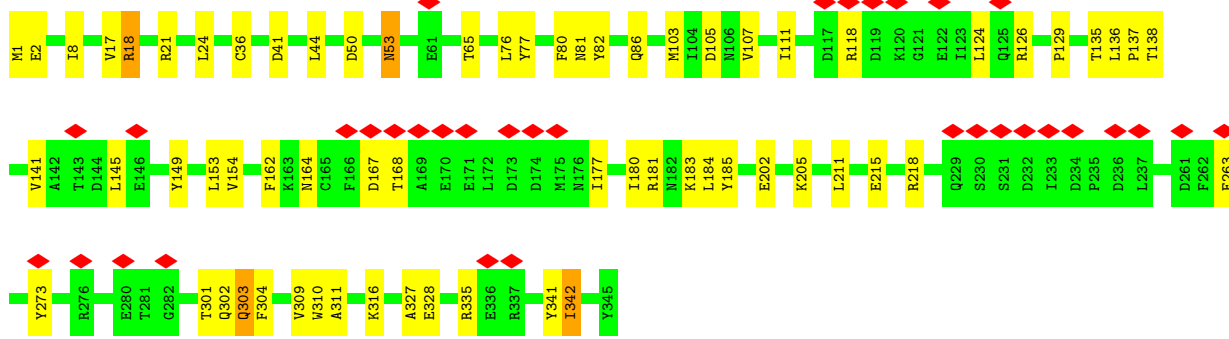 M1 E2 I8 V17 R18 R21 L24 C36 D41 L44 D50 N53 E61 T65 L76 Y77 F80 N81 Y82 Q86 M103 I104 D105 N106 V107 I111 D117 R118 D119 K120 G121 E122 I123 L124 Q125 R126 P129 T135 L136 P137 T138
V141 A142 T143 D144 L145 E146 Y149 L153 V154 F162 K163 N164 C165 F166 D167 T168 A169 E170 E171 L172 D173 D174 M175 N176 I177 I180 R181 N182 K183 L184 Y185 E202 K205 L211 E215 R218 Q229 S230 S231 D232 I233 D234 P235 D236 L237 D261 F262
Y273 R276 E280 T281 G282 T301 Q302 Q303 F304 V309 W310 A311 K316 A327 E328 R335 E336 R337 Y341 I342 Y345